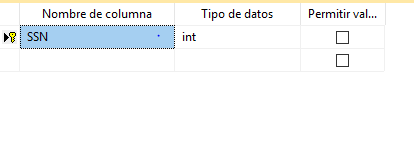 Nombre de columna Tipo de datos Permitir val...
SSN int